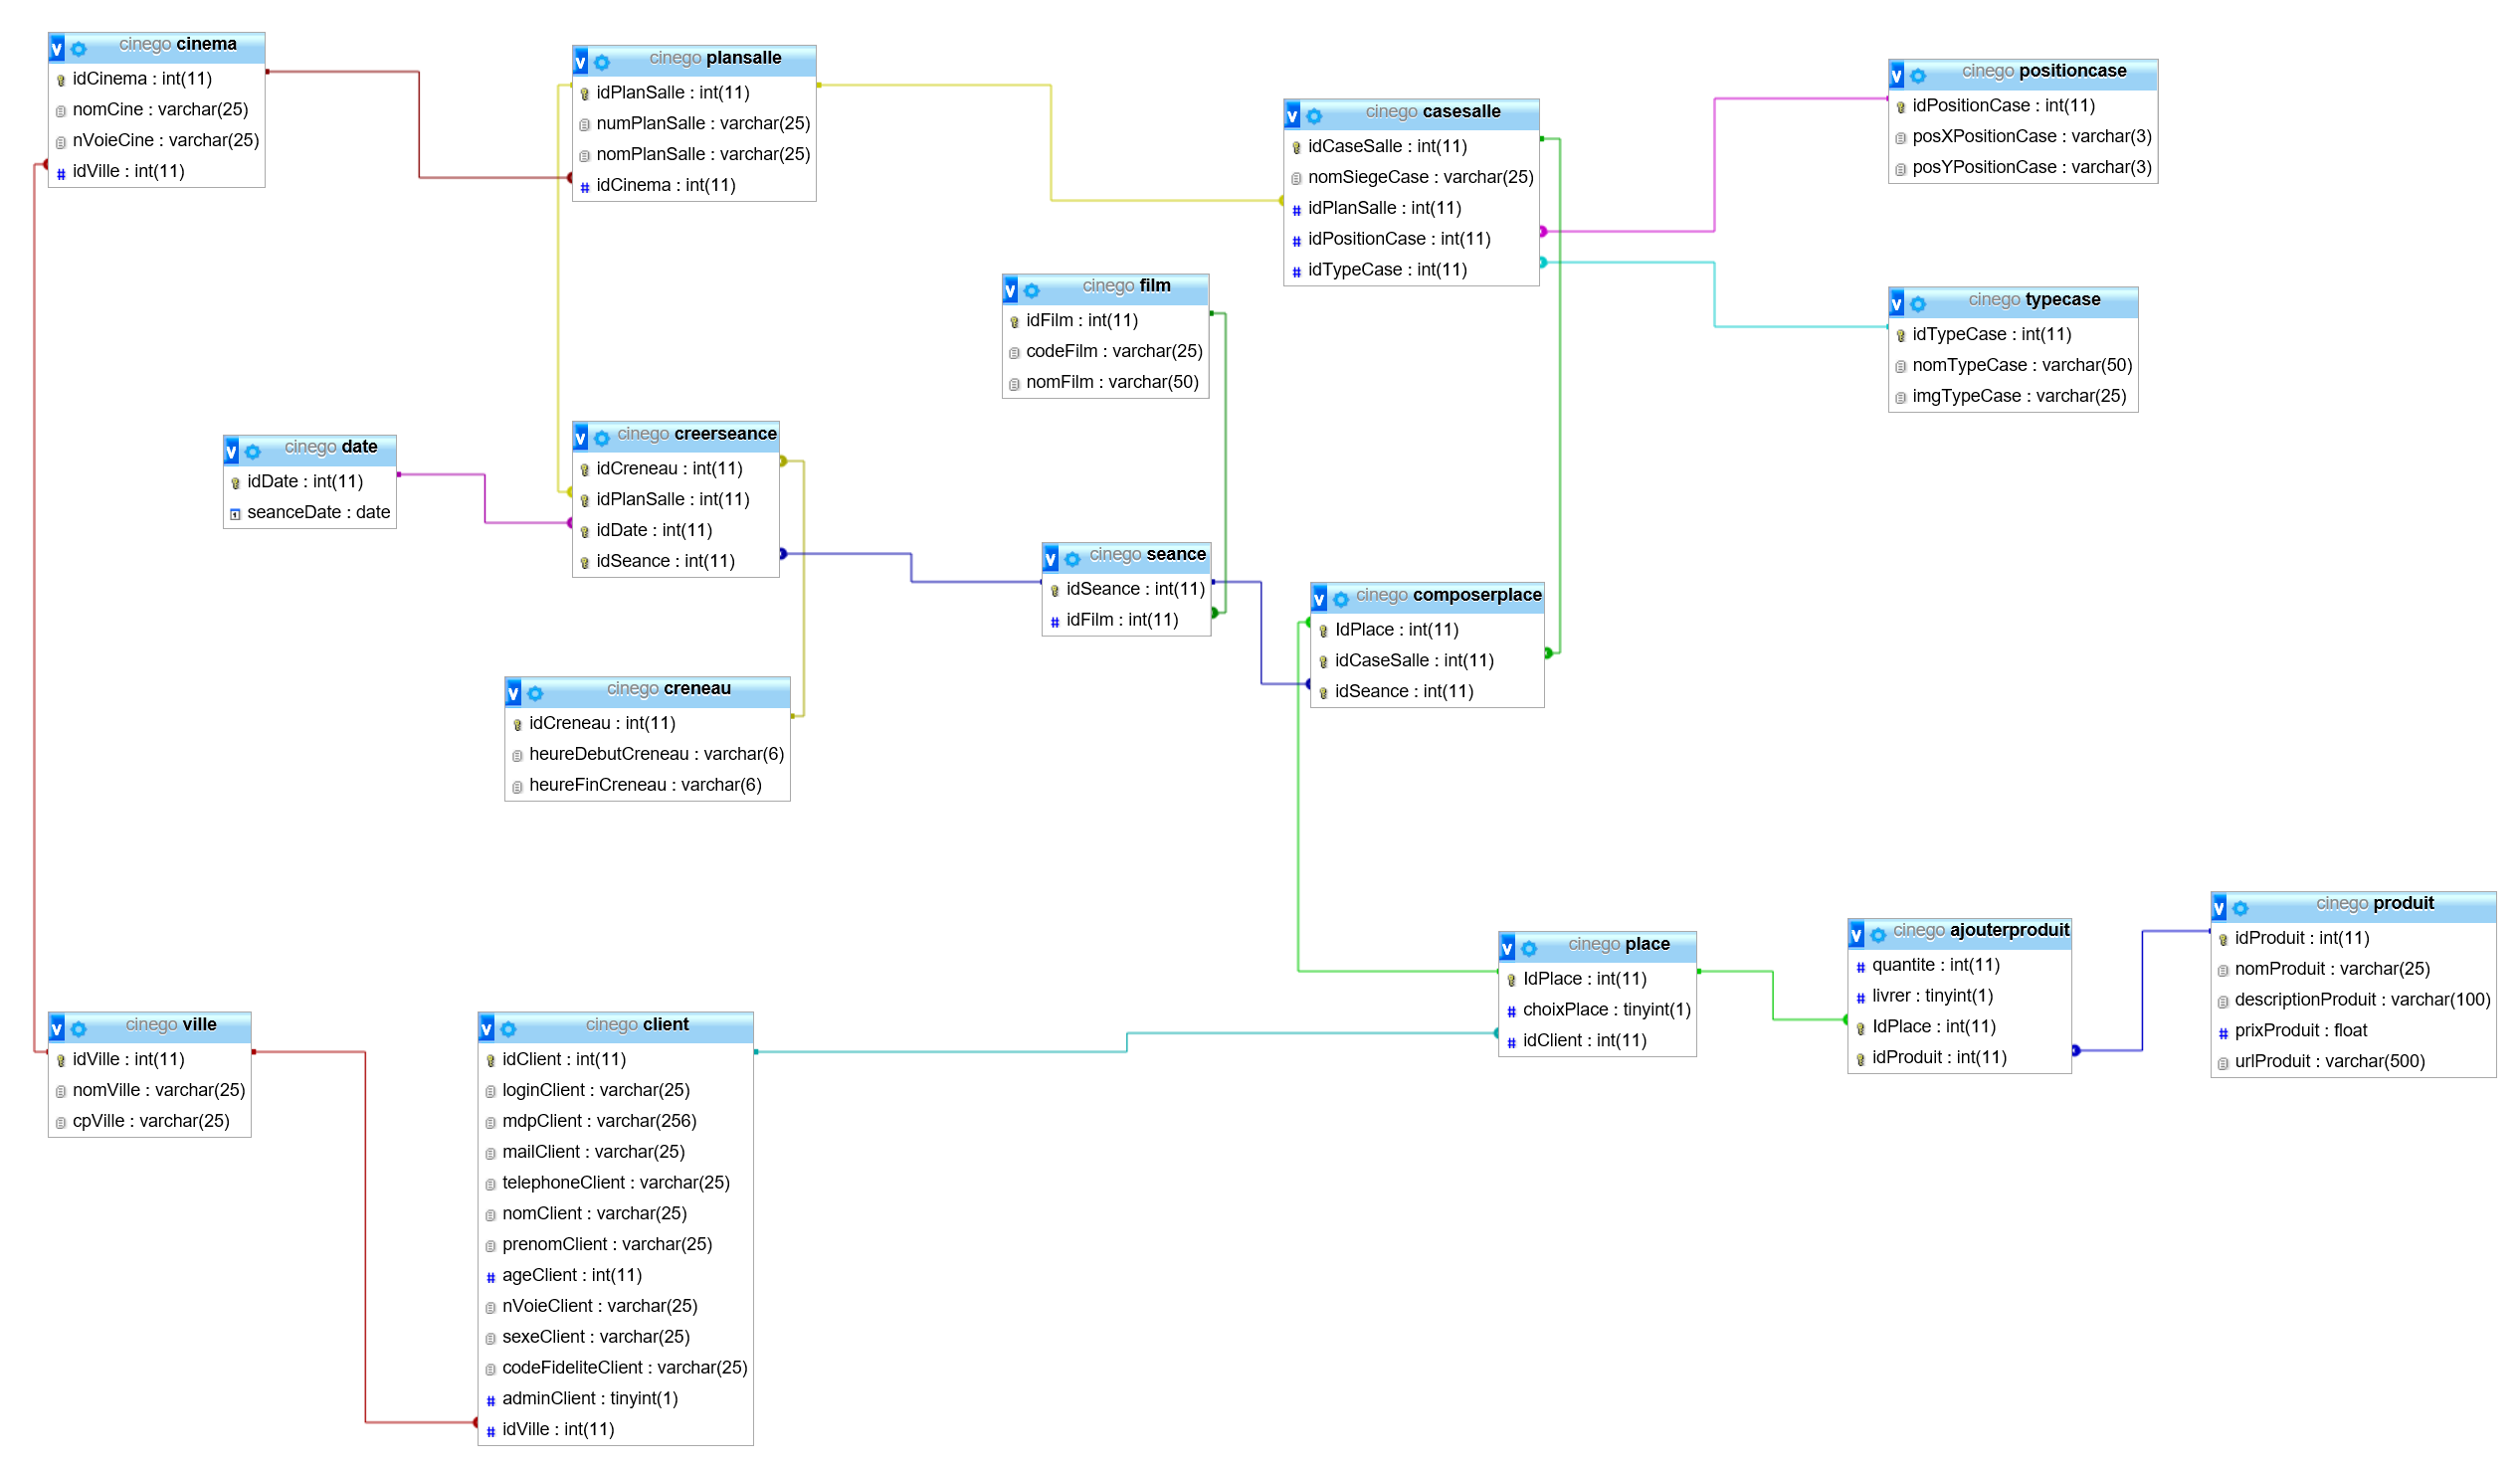 cinego cinema
idCinema : int(11)
nomCine : varchar(25)
nVoieCine : varchar(25)
idVille : int(11)
cinego plansalle
idPlanSalle : int(11)
numPlanSalle : varchar(25)
nomPlanSalle : varchar(25)
idCinema : int(11)
cinego casesalle
idCaseSalle : int(11)
nomSiegeCase : varchar(25)
idPlanSalle : int(11)
idPositionCase : int(11)
idTypeCase : int(11)
cinego positioncase
idPositionCase : int(11)
posXPositionCase : varchar(3)
posYPositionCase : varchar(3)
cinego film
idFilm : int(11)
codeFilm : varchar(25)
nomFilm : varchar(50)
cinego typecase
idTypeCase : int(11)
nomTypeCase : varchar(50)
imgTypeCase : varchar(25)
cinego date
idDate : int(11)
seanceDate : date
cinego creerseance
idCreneau : int(11)
idPlanSalle : int(11)
idDate : int(11)
idSeance : int(11)
cinego seance
idSeance : int(11)
idFilm : int(11)
cinego composerplace
IdPlace : int(11)
idCaseSalle : int(11)
idSeance : int(11)
cinego creneau
idCreneau : int(11)
heureDebutCreneau : varchar(6)
heureFinCreneau : varchar(6)
cinego place
IdPlace : int(11)
choixPlace : tinyint(1)
idClient : int(11)
cinego ajouterproduit
quantite : int(11)
livrer : tinyint(1)
IdPlace : int(11)
idProduit : int(11)
cinego produit
idProduit : int(11)
nomProduit : varchar(25)
descriptionProduit : varchar(100)
prixProduit : float
urlProduit : varchar(500)
cinego ville
idVille : int(11)
nomVille : varchar(25)
cpVille : varchar(25)
cinego client
idClient : int(11)
loginClient : varchar(25)
mdpClient : varchar(256)
mailClient : varchar(25)
telephoneClient : varchar(25)
nomClient : varchar(25)
prenomClient : varchar(25)
ageClient : int(11)
nVoieClient : varchar(25)
sexeClient : varchar(25)
codeFideliteClient : varchar(25)
adminClient : tinyint(1)
idVille : int(11)